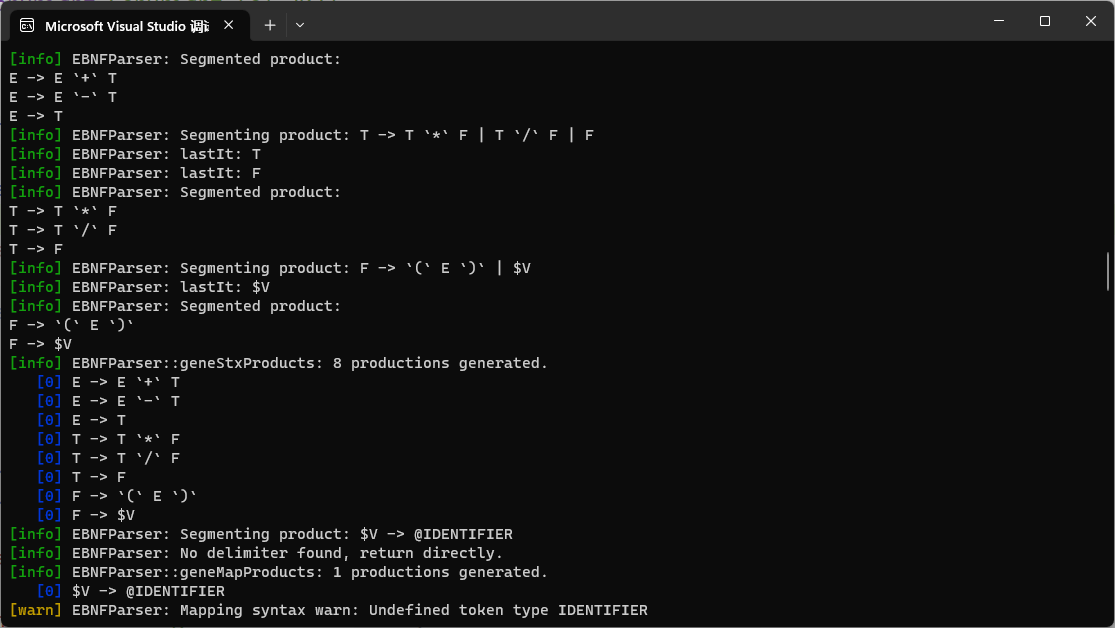 Microsoft Visual Studio 调试
[info] EBNFParser: Segmented product:
E -> E `+` T
E -> E `-` T
E -> T
[info] EBNFParser: Segmenting product: T -> T `*` F | T `/` F | F
[info] EBNFParser: lastIt: T
[info] EBNFParser: lastIt: F
[info] EBNFParser: Segmented product:
T -> T `*` F
T -> T `/` F
T -> F
[info] EBNFParser: Segmenting product: F -> `(` E `)` | $V
[info] EBNFParser: lastIt: $V
[info] EBNFParser: Segmented product:
F -> `(` E `)`
F -> $V
[info] EBNFParser::geneStxProducts: 8 productions generated.
[0] E -> E `+` T
[0] E -> E `-` T
[0] E -> T
[0] T -> T `*` F
[0] T -> T `/` F
[0] T -> F
[0] F -> `(` E `)`
[0] F -> $V
[info] EBNFParser: Segmenting product: $V -> @IDENTIFIER
[info] EBNFParser: No delimiter found, return directly.
[info] EBNFParser::geneMapProducts: 1 productions generated.
[0] $V -> @IDENTIFIER
[warn] EBNFParser: Mapping syntax warn: Undefined token type IDENTIFIER